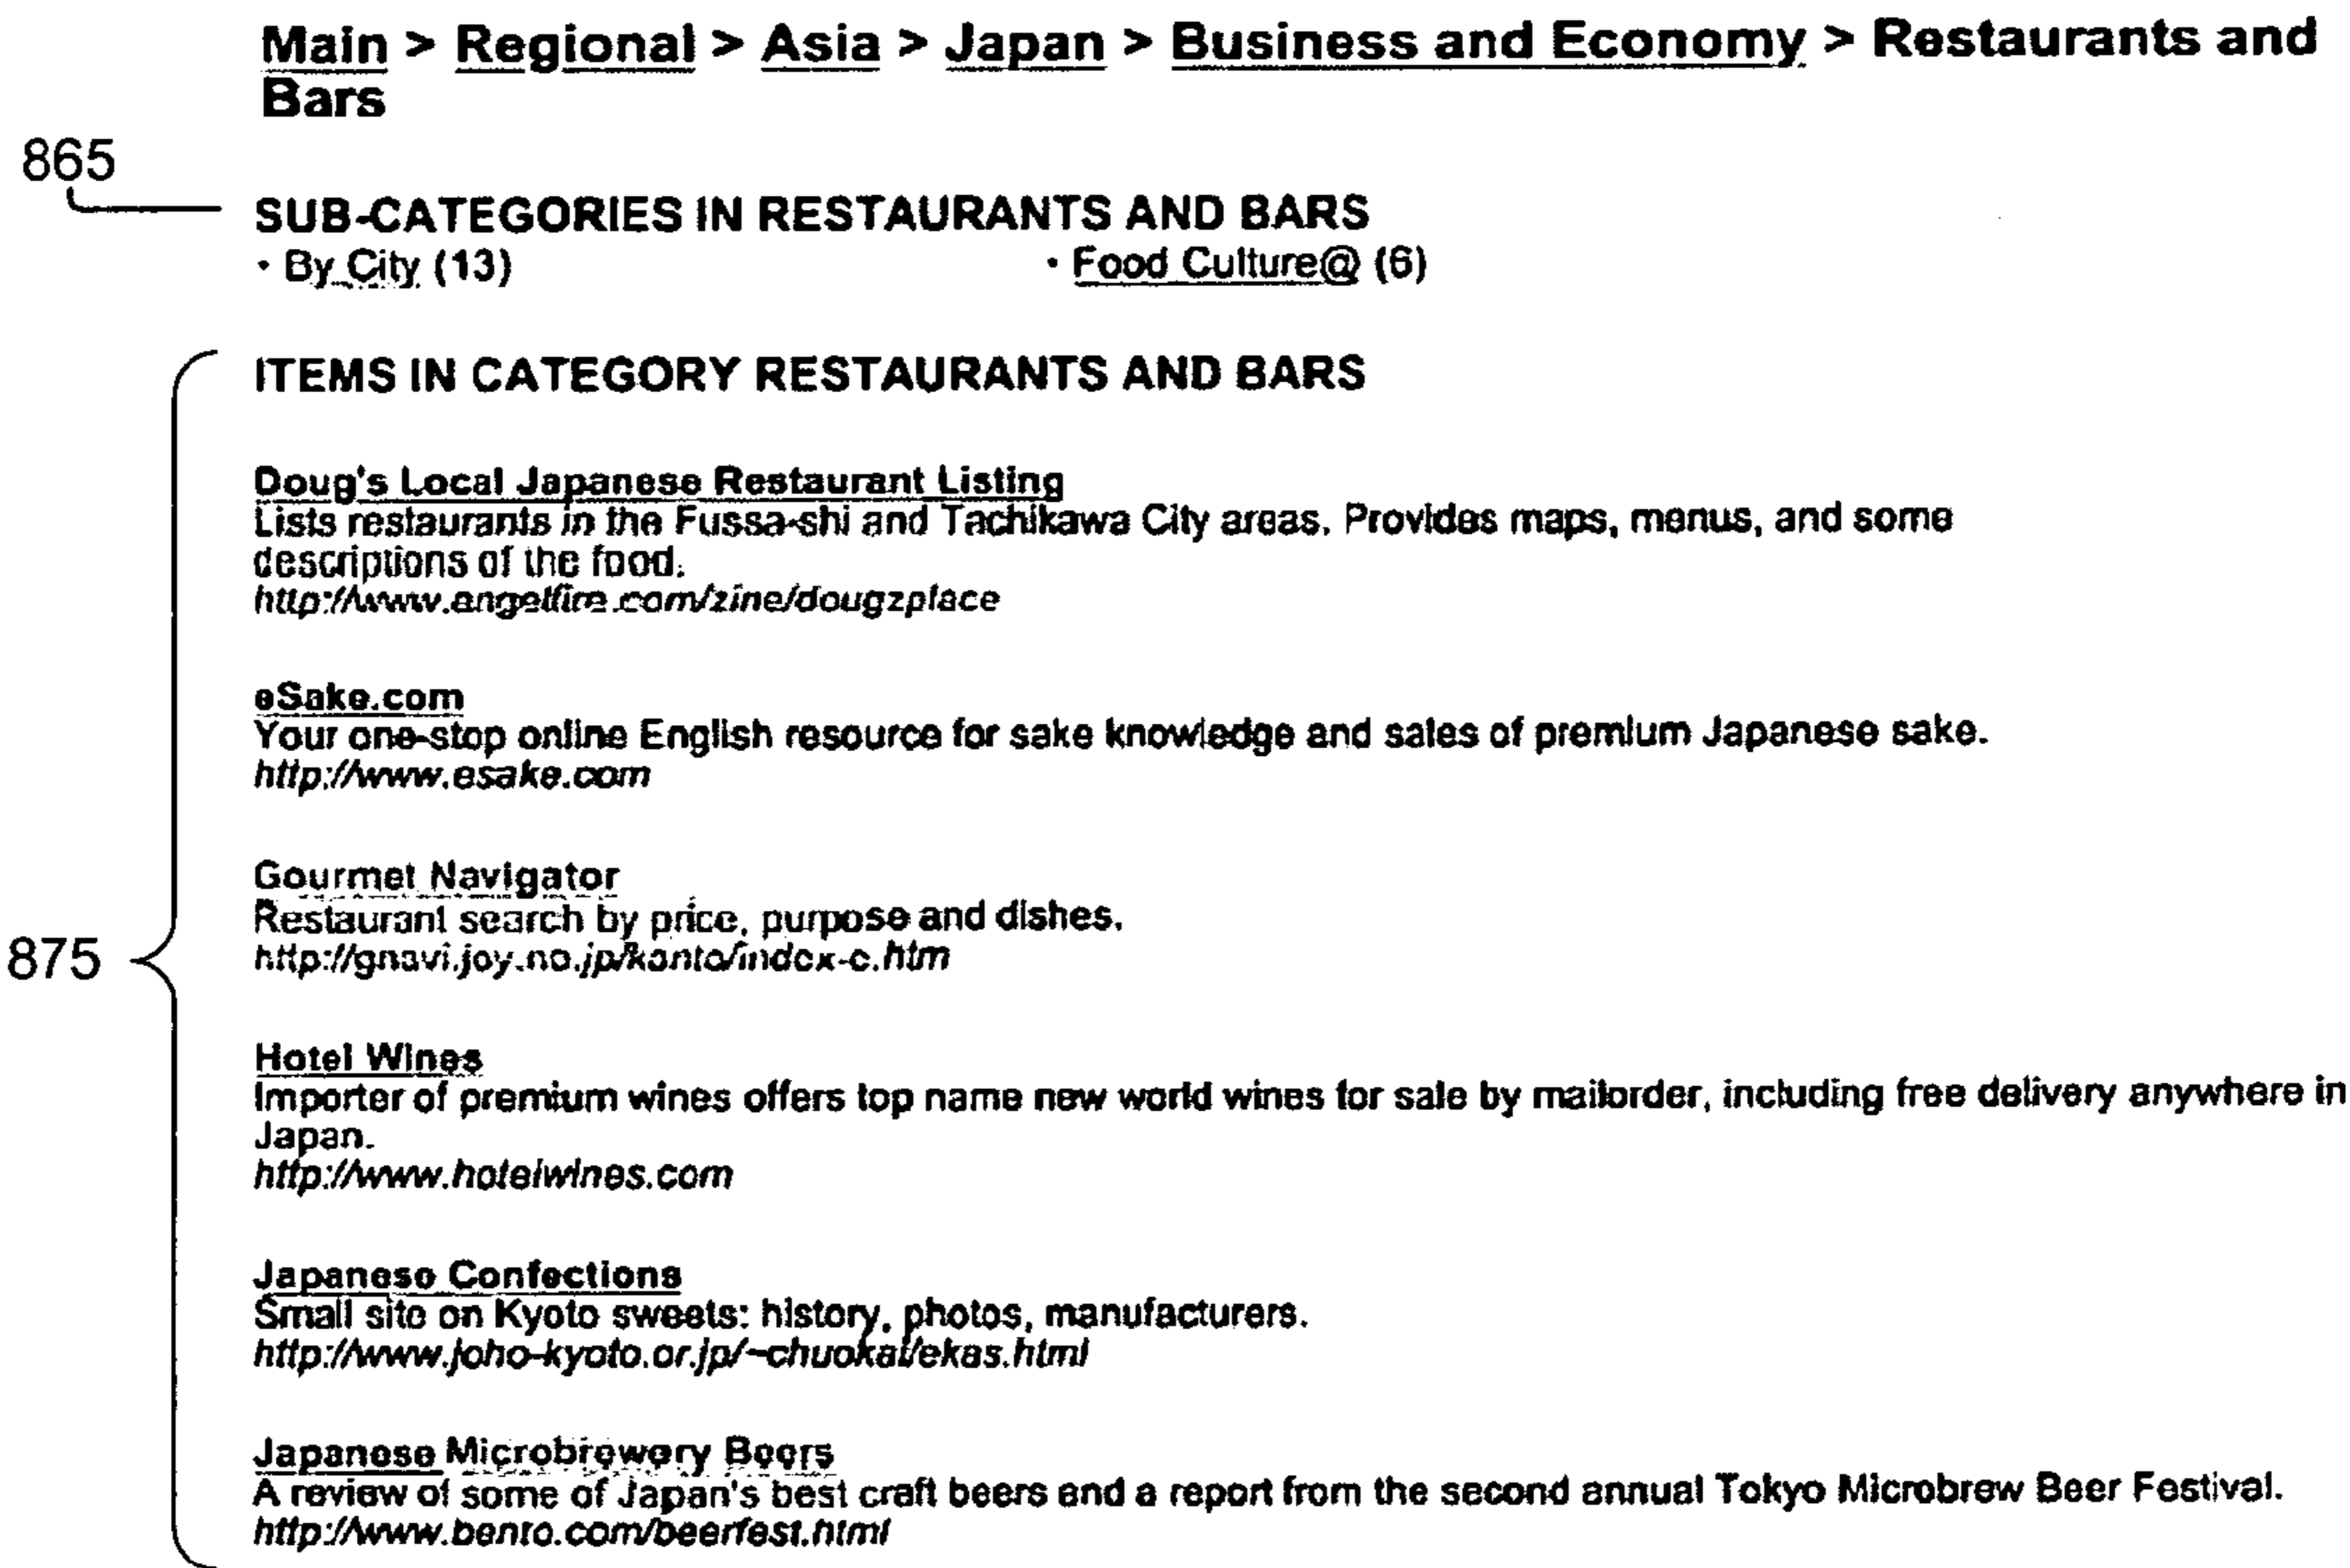 Main > Regional > Asia > Japan > Business and Economy > Restaurants and
Bars
865
SUB-CATEGORIES IN RESTAURANTS AND BARS
· By City (13) · Food Culture@ (6)
ITEMS IN CATEGORY RESTAURANTS AND BARS
Doug's Local Japanese Restaurant Listing
Lists restaurants in the Fussa-shi and Tachikawa City areas. Provides maps, menus, and some
descriptions of the food.
http://www.angelfire.com/zine/dougzplace
eSake.com
Your one-stop online English resource for sake knowledge and sales of premium Japanese sake.
http://www.esake.com
Gourmet Navigator
Restaurant search by price, purpose and dishes.
875
http://gnavi.joy.ne.jp/kanto/index-e.htm
Hotel Wines
Importer of premium wines offers top name new world wines for sale by mailorder, including free delivery anywhere in
Japan.
http://www.hotelwines.com
Japanese Confections
Small site on Kyoto sweets: history, photos, manufacturers.
http://www.joho-kyoto.or.jp/~chuokai/ekas.html
Japanese Microbrewery Beers
A review of some of Japan's best craft beers and a report from the second annual Tokyo Microbrew Beer Festival.
http://www.bento.com/beerfest.html